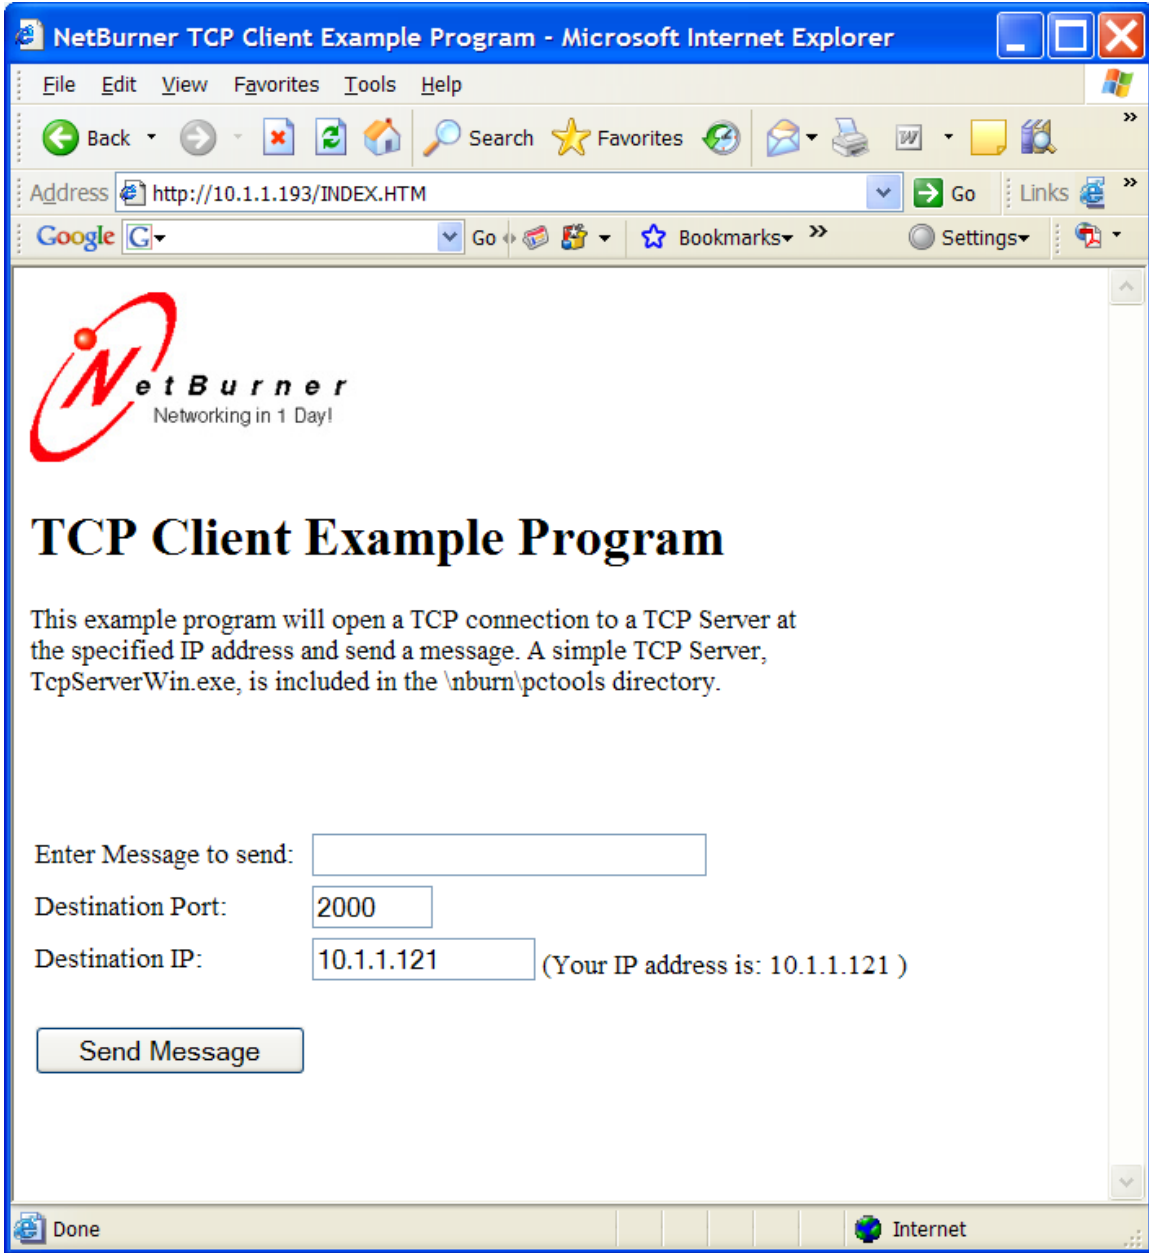 NetBurner TCP Client Example Program - Microsoft Internet Explorer
File Edit View Favorites Tools Help
Back Search Favorites W »
Address http://10.1.1.193/INDEX.HTM Go Links »
Google G Go Bookmarks » Settings
NetBurner
Networking in 1 Day!
TCP Client Example Program
This example program will open a TCP connection to a TCP Server at
the specified IP address and send a message. A simple TCP Server,
TcpServerWin.exe, is included in the \nburn\pctools directory.
Enter Message to send:
Destination Port: 2000
Destination IP: 10.1.1.121 (Your IP address is: 10.1.1.121 )
Send Message
Done Internet